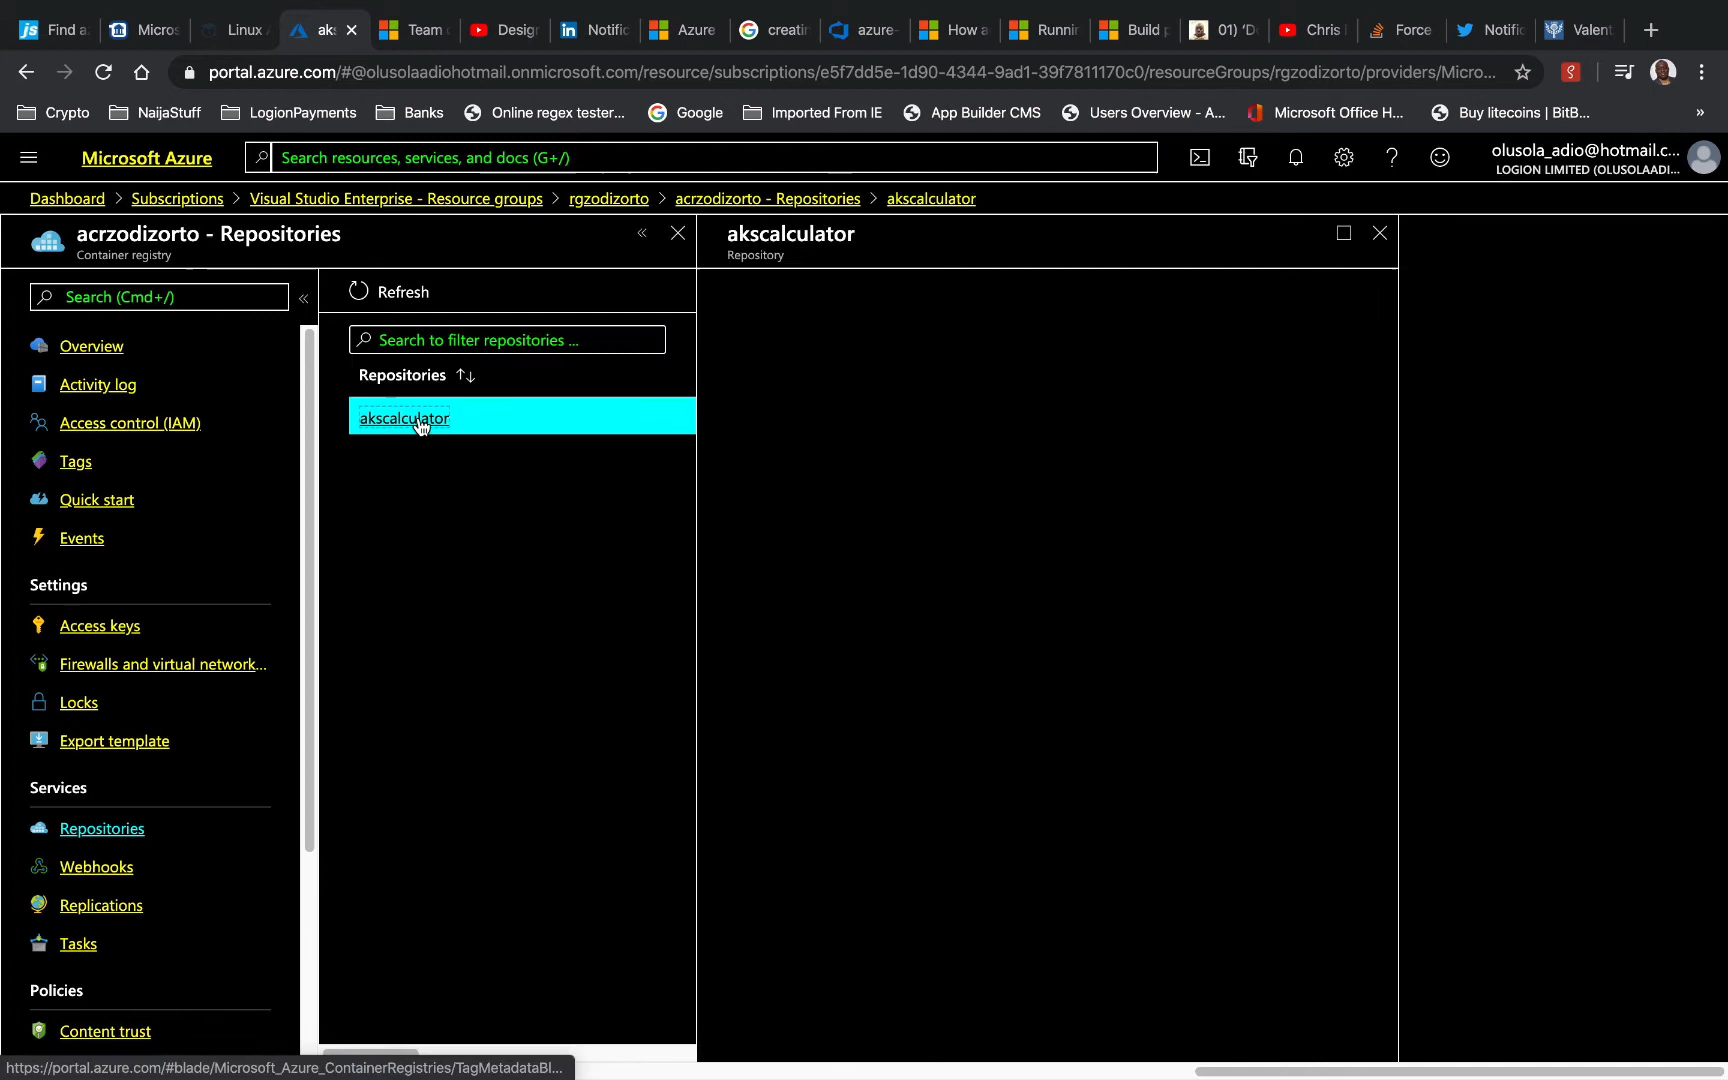 Find a
Micros
Linux
ak
Team
Desig
Notific
Azure
creatin
azure-
How a
Runnin
Build p
01) 'D
Chris
Force
Notific
Valent
portal.azure.com/#@olusolaadiohotmail.onmicrosoft.com/resource/subscriptions/e5f7dd5e-1d90-4344-9ad1-39f7811170c0/resourceGroups/rgzodizorto/providers/Micro...
Crypto
NaijaStuff
LogionPayments
Banks
Online regex tester...
Google
Imported From IE
App Builder CMS
Users Overview - A...
Microsoft Office H...
Buy litecoins | BitB...
»
Microsoft Azure
Search resources, services, and docs (G+/)
olusola_adio@hotmail.c...
LOGION LIMITED (OLUSOLAADI...
Dashboard > Subscriptions > Visual Studio Enterprise - Resource groups > rgzodizorto > acrzodizorto - Repositories > akscalculator
acrzodizorto - Repositories
Container registry
Search (Cmd+/)
Overview
Activity log
Access control (IAM)
Tags
Quick start
Events
Settings
Access keys
Firewalls and virtual network...
Locks
Export template
Services
Repositories
Webhooks
Replications
Tasks
Policies
Content trust
Refresh
Search to filter repositories ...
Repositories
akscalculator
akscalculator
Repository
https://portal.azure.com/#blade/Microsoft_Azure_ContainerRegistries/TagMetadataBl...